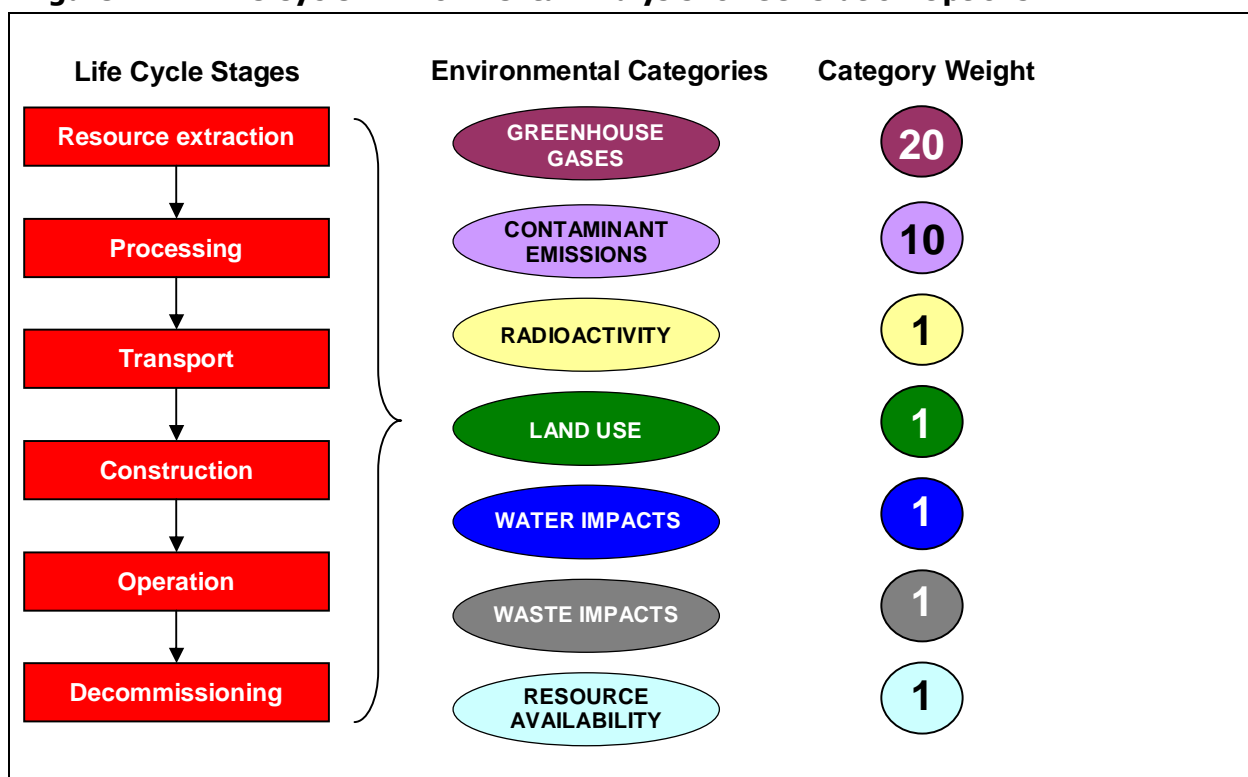 Life Cycle Stages
Environmental Categories
Category Weight
Resource extraction
Processing
Transport
Construction
Operation
Decommissioning
GREENHOUSE
GASES
20
CONTAMINANT
EMISSIONS
10
RADIOACTIVITY
1
LAND USE
1
WATER IMPACTS
1
WASTE IMPACTS
1
RESOURCE
AVAILABILITY
1